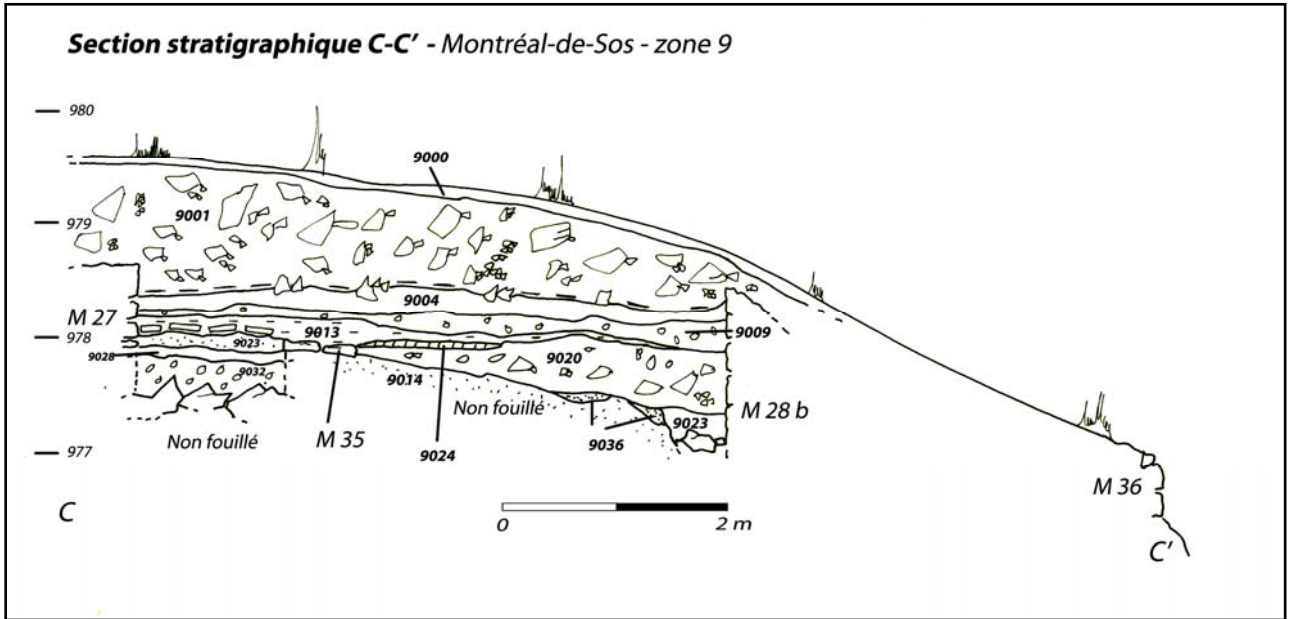 Section stratigraphique C-C' - Montréal-de-Sos - zone 9
980
9000
9001
979
9004
M 27
9013
9009
978
9023
9028
9020
9032
9014
Non fouillé
M 28 b
9023
Non fouillé
M 35
9036
977
9024
M 36
C
0
2 m
C'